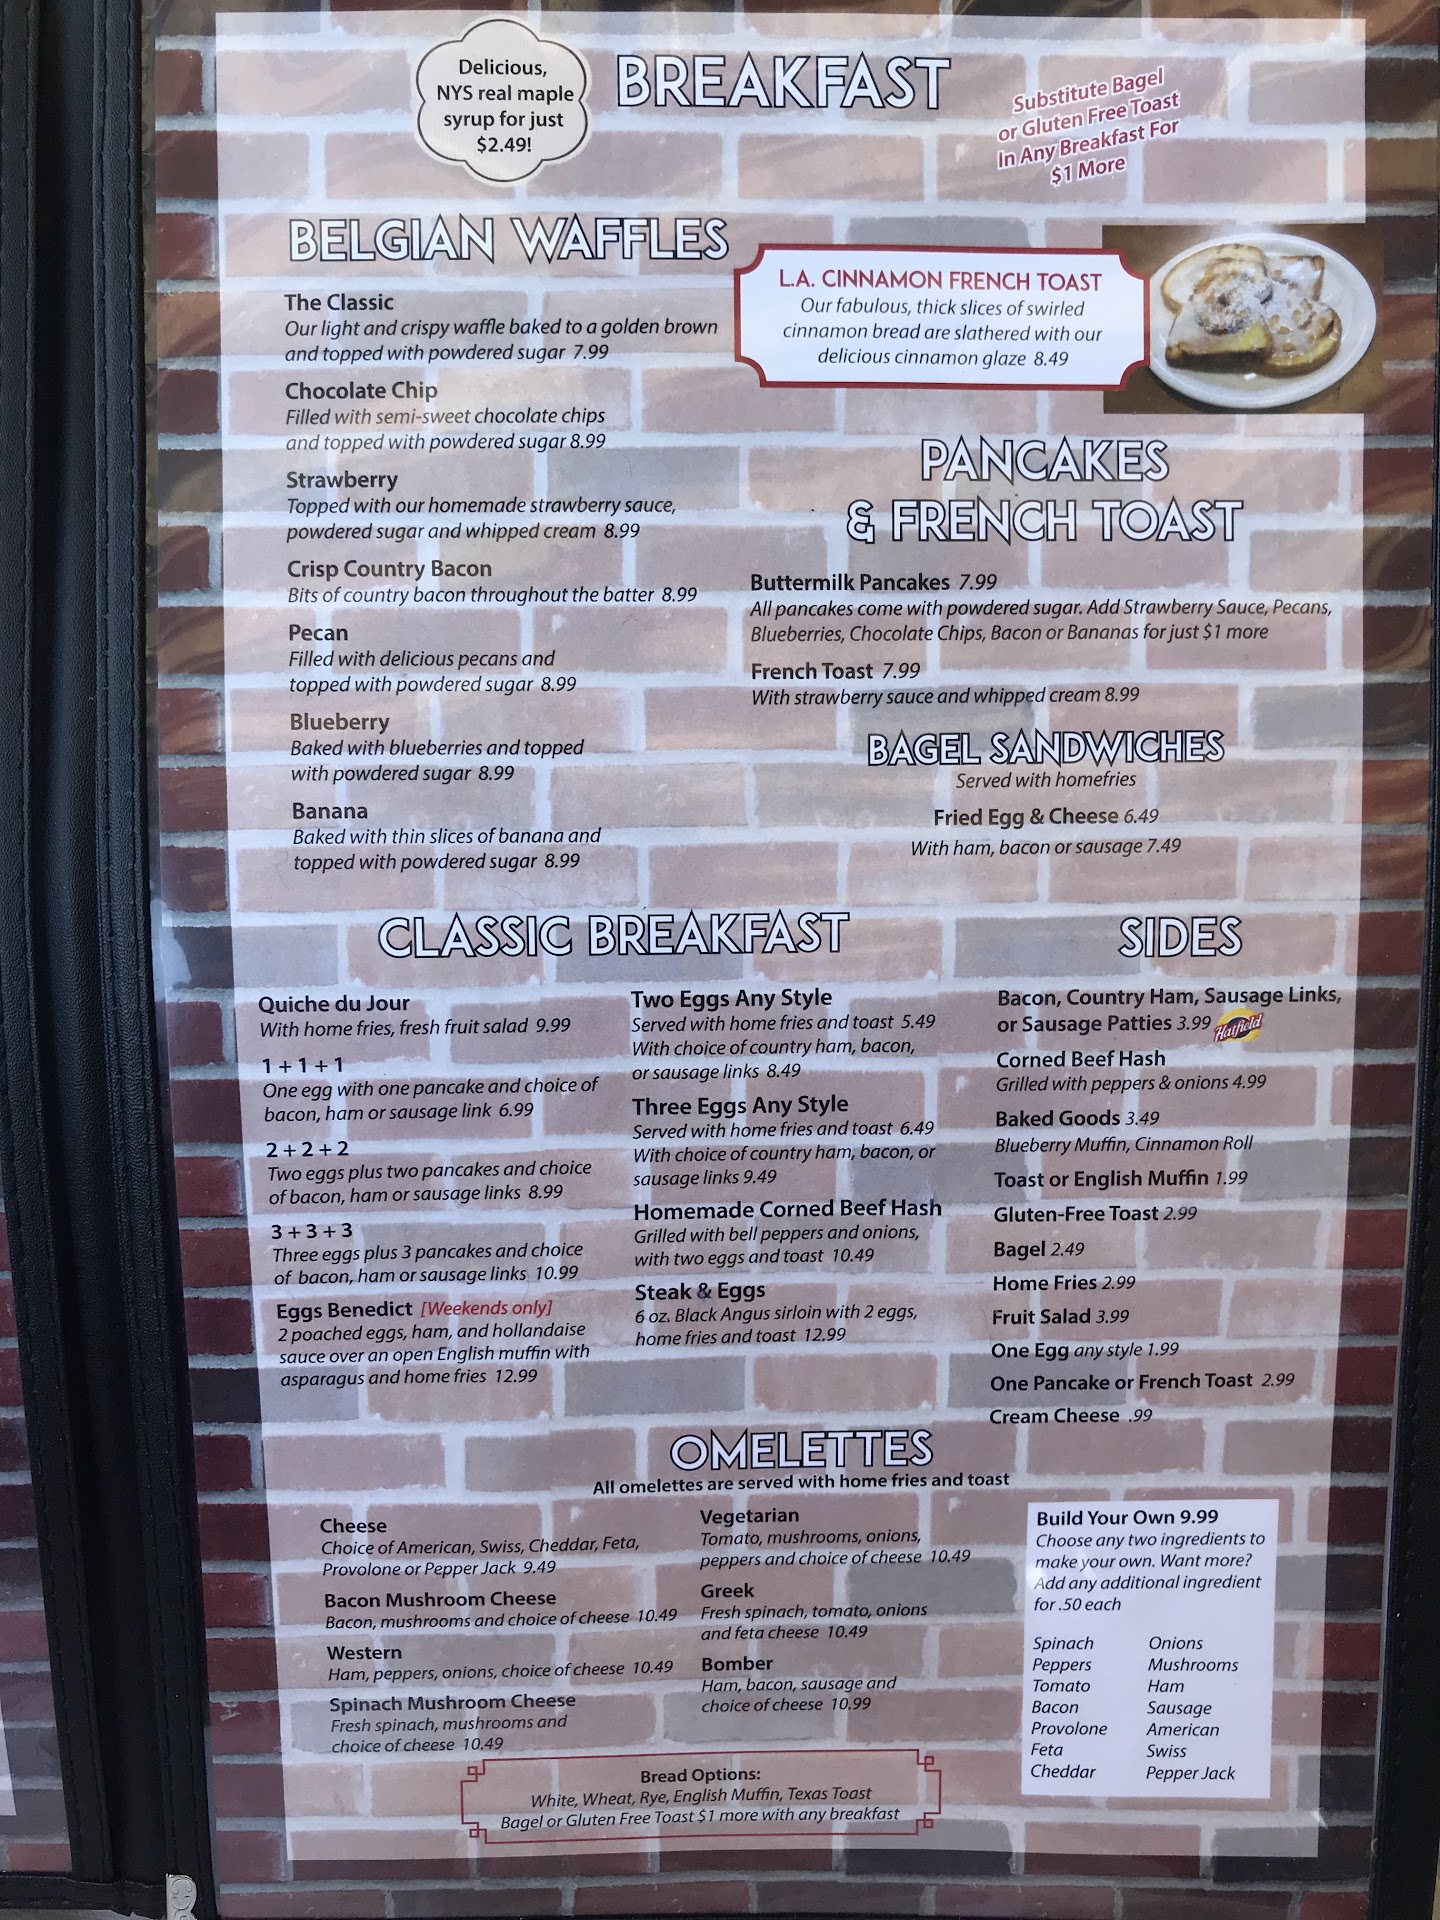 Delicious,
NYS real maple
syrup for just
$2.49!
BREAKFAST
Substitute Bagel
or Gluten Free Toast
In Any Breakfast For
$1 More
BELGIAN WAFFLES
The Classic
Our light and crispy waffle baked to a golden brown
and topped with powdered sugar 7.99
Chocolate Chip
Filled with semi-sweet chocolate chips
and topped with powdered sugar 8.99
Strawberry
Topped with our homemade strawberry sauce,
powdered sugar and whipped cream 8.99
Crisp Country Bacon
Bits of country bacon throughout the batter 8.99
Pecan
Filled with delicious pecans and
topped with powdered sugar 8.99
Blueberry
Baked with blueberries and topped
with powdered sugar 8.99
Banana
Baked with thin slices of banana and
topped with powdered sugar 8.99
L.A. CINNAMON FRENCH TOAST
Our fabulous, thick slices of swirled
cinnamon bread are slathered with our
delicious cinnamon glaze 8.49
PANCAKES
& FRENCH TOAST
Buttermilk Pancakes 7.99
All pancakes come with powdered sugar. Add Strawberry Sauce, Pecans,
Blueberries, Chocolate Chips, Bacon or Bananas for just $1 more
French Toast 7.99
With strawberry sauce and whipped cream 8.99
BAGEL SANDWICHES
Served with homefries
Fried Egg & Cheese 6.49
With ham, bacon or sausage 7.49
CLASSIC BREAKFAST
Quiche du Jour
With home fries, fresh fruit salad 9.99
1 + 1 + 1
One egg with one pancake and choice of
bacon, ham or sausage link 6.99
2 + 2 + 2
Two eggs plus two pancakes and choice
of bacon, ham or sausage links 8.99
3 + 3 + 3
Three eggs plus 3 pancakes and choice
of bacon, ham or sausage links 10.99
Eggs Benedict [Weekends only]
2 poached eggs, ham, and hollandaise
sauce over an open English muffin with
asparagus and home fries 12.99
Two Eggs Any Style
Served with home fries and toast 5.49
With choice of country ham, bacon,
or sausage links 8.49
Three Eggs Any Style
Served with home fries and toast 6.49
With choice of country ham, bacon, or
sausage links 9.49
Homemade Corned Beef Hash
Grilled with bell peppers and onions,
with two eggs and toast 10.49
Steak & Eggs
6 oz. Black Angus sirloin with 2 eggs,
home fries and toast 12.99
SIDES
Bacon, Country Ham, Sausage Links,
or Sausage Patties 3.99 Hatfield
Corned Beef Hash
Grilled with peppers & onions 4.99
Baked Goods 3.49
Blueberry Muffin, Cinnamon Roll
Toast or English Muffin 1.99
Gluten-Free Toast 2.99
Bagel 2.49
Home Fries 2.99
Fruit Salad 3.99
One Egg any style 1.99
One Pancake or French Toast 2.99
Cream Cheese .99
OMELETTES
All omelettes are served with home fries and toast
Cheese
Choice of American, Swiss, Cheddar, Feta,
Provolone or Pepper Jack 9.49
Bacon Mushroom Cheese
Bacon, mushrooms and choice of cheese 10.49
Western
Ham, peppers, onions, choice of cheese 10.49
Spinach Mushroom Cheese
Fresh spinach, mushrooms and
choice of cheese 10.49
Vegetarian
Tomato, mushrooms, onions,
peppers and choice of cheese 10.49
Greek
Fresh spinach, tomato, onions
and feta cheese 10.49
Bomber
Ham, bacon, sausage and
choice of cheese 10.99
Build Your Own 9.99
Choose any two ingredients to
make your own. Want more?
Add any additional ingredient
for .50 each
Spinach Onions
Peppers Mushrooms
Tomato Ham
Bacon Sausage
Provolone American
Feta Swiss
Cheddar Pepper Jack
Bread Options:
White, Wheat, Rye, English Muffin, Texas Toast
Bagel or Gluten Free Toast $1 more with any breakfast